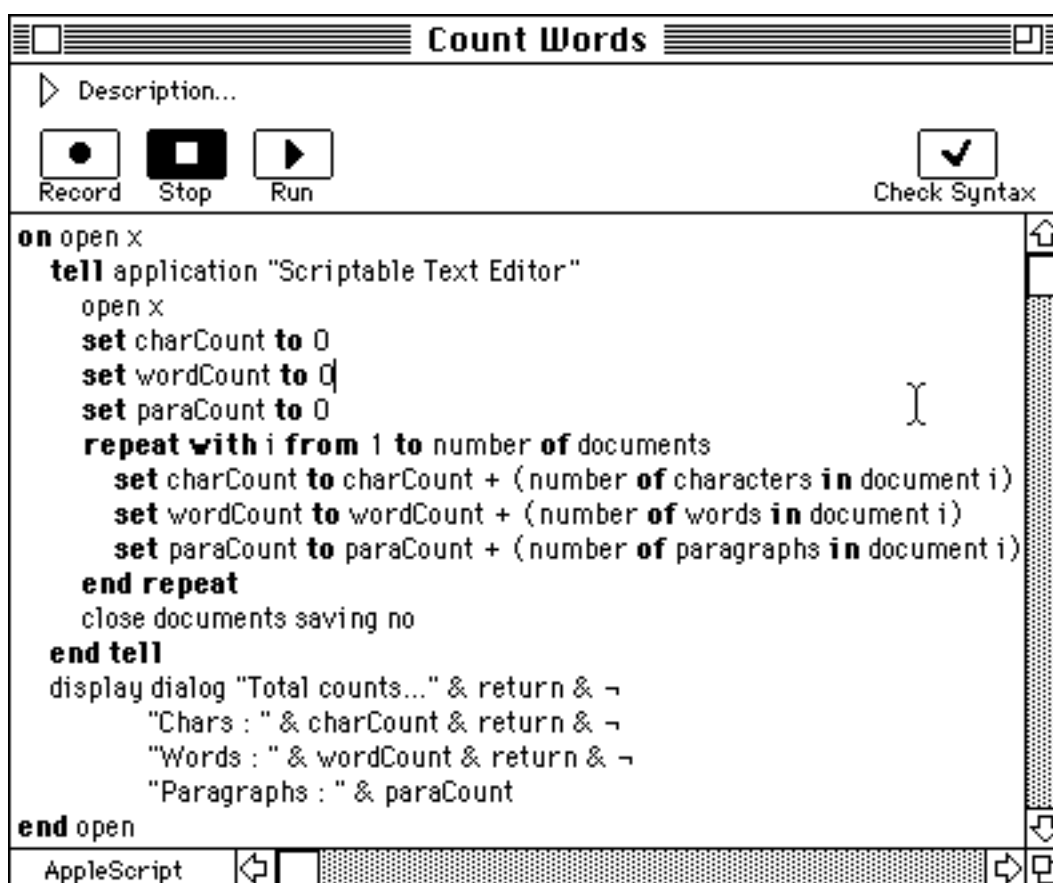 Count Words
Description...
Record Stop Run Check Syntax
on open x
tell application "Scriptable Text Editor"
open x
set charCount to 0
set wordCount to 0
set paraCount to 0
repeat with i from 1 to number of documents
set charCount to charCount + (number of characters in document i)
set wordCount to wordCount + (number of words in document i)
set paraCount to paraCount + (number of paragraphs in document i)
end repeat
close documents saving no
end tell
display dialog "Total counts..." & return & ¬
"Chars : " & charCount & return & ¬
"Words : " & wordCount & return & ¬
"Paragraphs : " & paraCount
end open
AppleScript